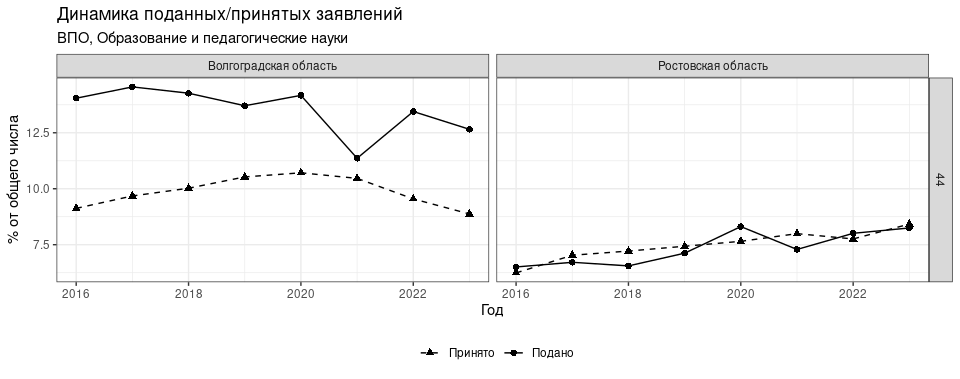 Динамика поданных/принятых заявлений
ВПО, Образование и педагогические науки
Волгоградская область
Ростовская область
% от общего числа
12.5
10.0
7.5
44
2016 2018 2020 2022
2016 2018 2020 2022
Год
Принято Подано